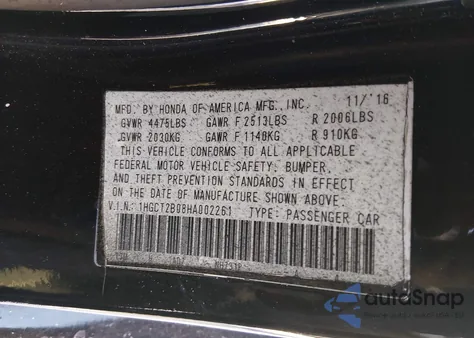 MFD. BY HONDA OF AMERICA MFG., INC. 11/'16
GVWR 4475LBS GAWR F 2513LBS R 2006LBS
GVWR 2030KG GAWR F 1140KG R 910KG
THIS VEHICLE CONFORMS TO ALL APPLICABLE
FEDERAL MOTOR VEHICLE SAFETY, BUMPER,
AND THEFT PREVENTION STANDARDS IN EFFECT
ON THE DATE OF MANUFACTURE SHOWN ABOVE.
V.I.N.: 1HGCT2B08HA002261 TYPE: PASSENGER CAR
autoSnap